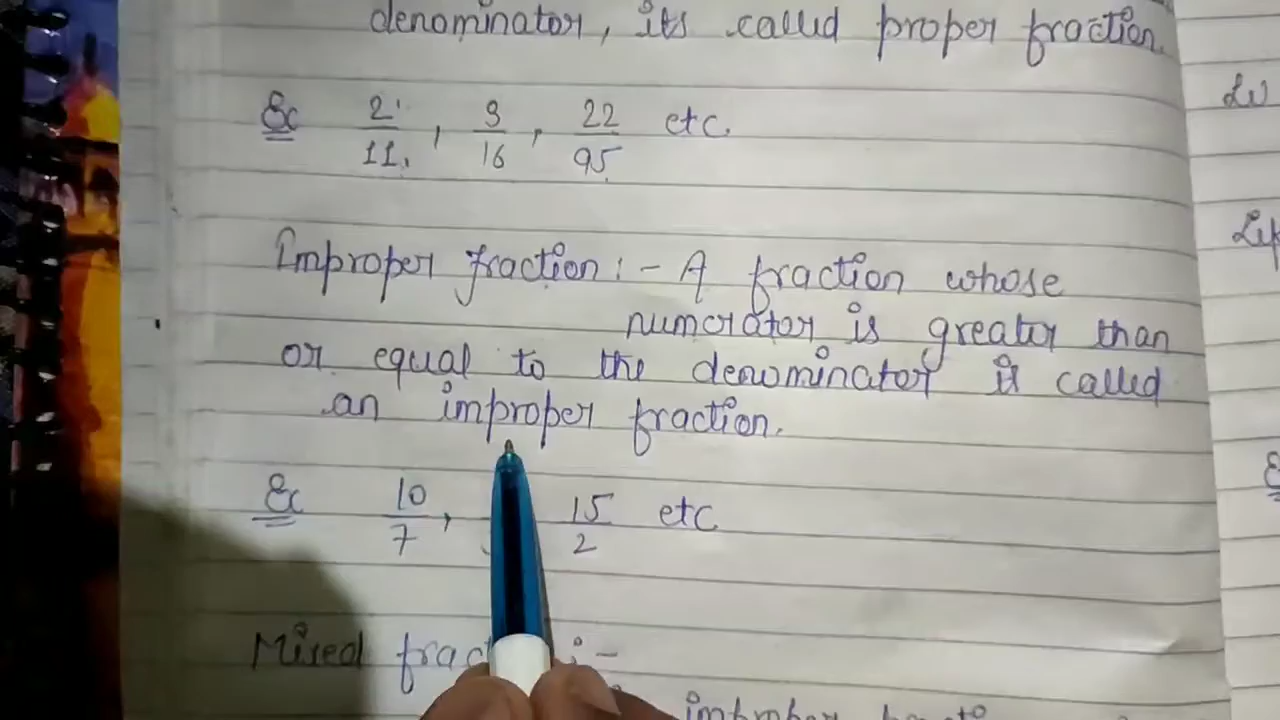 denominator, its called proper fraction.
Ex 2/11, 9/16, 22/95 etc.
Improper fraction :- A fraction whose
numerator is greater than
or equal to the denominator is called
an improper fraction.
Ex 10/7, 15/2 etc
Mixed frac :-
improper